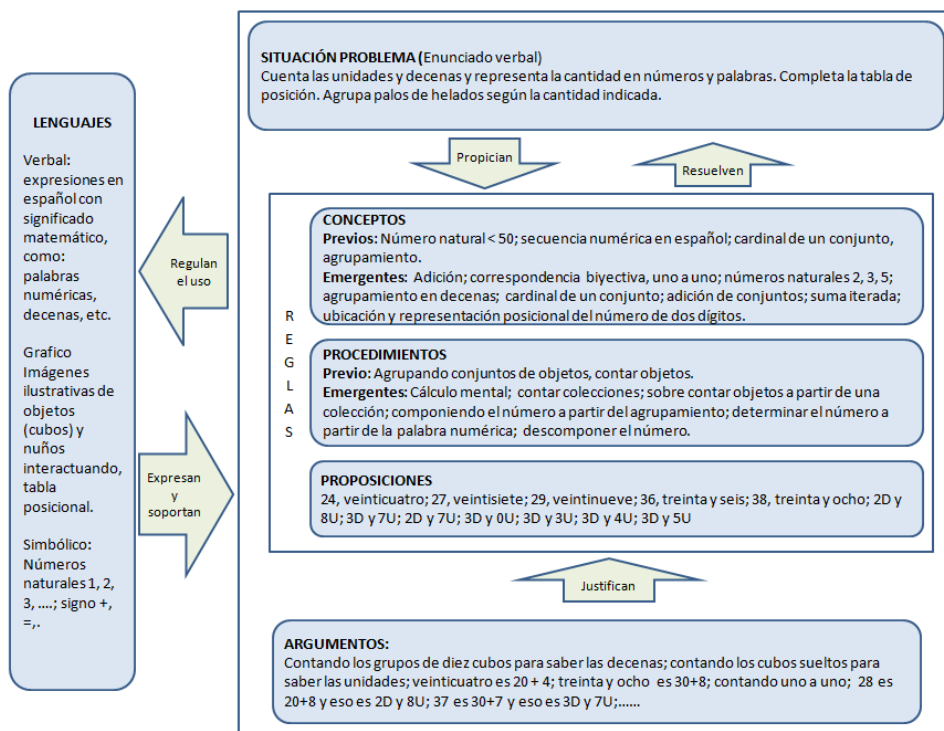 SITUACIÓN PROBLEMA (Enunciado verbal)
Cuenta las unidades y decenas y representa la cantidad en números y palabras. Completa la tabla de
posición. Agrupa palos de helados según la cantidad indicada.
LENGUAJES
Verbal:
expresiones en
español con
significado
matemático,
como:
palabras
numéricas,
decenas, etc.
Grafico
Imágenes
ilustrativas de
objetos
(cubos) y
nuños
interactuando,
tabla
posicional.
Simbólico:
Números
naturales 1, 2,
3, ....; signo +,
=,.
Propician
Resuelven
Regulan
el uso
Expresan
y
soportan
R
E
G
L
A
S
CONCEPTOS
Previos: Número natural < 50; secuencia numérica en español; cardinal de un conjunto,
agrupamiento.
Emergentes: Adición; correspondencia biyectiva, uno a uno; números naturales 2, 3, 5;
agrupamiento en decenas; cardinal de un conjunto; adición de conjuntos; suma iterada;
ubicación y representación posicional del número de dos dígitos.
PROCEDIMIENTOS
Previo: Agrupando conjuntos de objetos, contar objetos.
Emergentes: Cálculo mental; contar colecciones; sobre contar objetos a partir de una
colección; componiendo el número a partir del agrupamiento; determinar el número a
partir de la palabra numérica; descomponer el número.
PROPOSICIONES
24, veinticuatro; 27, veintisiete; 29, veintinueve; 36, treinta y seis; 38, treinta y ocho; 2D y
8U; 3D y 7U; 2D y 7U; 3D y 0U; 3D y 3U; 3D y 4U; 3D y 5U
Justifican
ARGUMENTOS:
Contando los grupos de diez cubos para saber las decenas; contando los cubos sueltos para
saber las unidades; veinticuatro es 20 + 4; treinta y ocho es 30+8; contando uno a uno; 28 es
20+8 y eso es 2D y 8U; 37 es 30+7 y eso es 3D y 7U;......